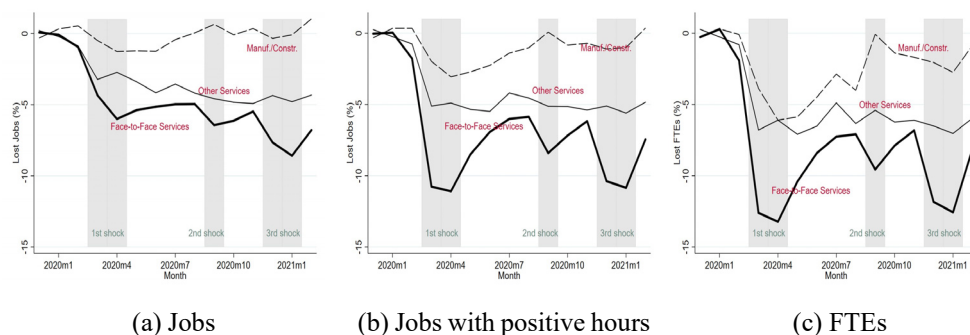 0
-5
-10
-15
Lost Jobs (%)
Manuf./Constr.
Other Services
Face-to-Face Services
1st shock
2nd shock
3rd shock
2020m1
2020m4
2020m7
2020m10
2021m1
Month
(a) Jobs
0
-5
-10
-15
Lost Jobs (%)
Manuf./Constr.
Other Services
Face-to-Face Services
1st shock
2nd shock
3rd shock
2020m1
2020m4
2020m7
2020m10
2021m1
Month
(b) Jobs with positive hours
0
-5
-10
-15
Lost FTEs (%)
Manuf./Constr.
Other Services
Face-to-Face Services
1st shock
2nd shock
3rd shock
2020m1
2020m4
2020m7
2020m10
2021m1
Month
(c) FTEs